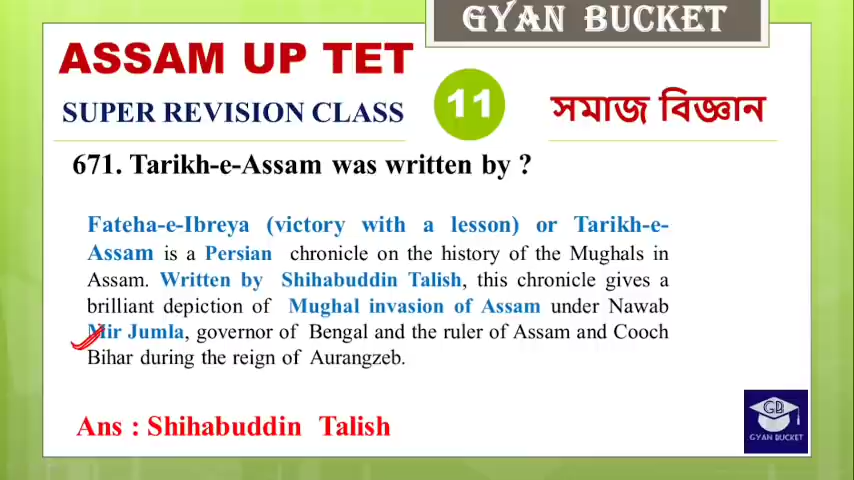 GYAN BUCKET
ASSAM UP TET
SUPER REVISION CLASS
11
সমাজ বিজ্ঞান
671. Tarikh-e-Assam was written by ?
Fateha-e-Ibreya (victory with a lesson) or Tarikh-e-
Assam is a Persian chronicle on the history of the Mughals in
Assam. Written by Shihabuddin Talish, this chronicle gives a
brilliant depiction of Mughal invasion of Assam under Nawab
Mir Jumla, governor of Bengal and the ruler of Assam and Cooch
Bihar during the reign of Aurangzeb.
Ans : Shihabuddin Talish
GB
GYAN BUCKET